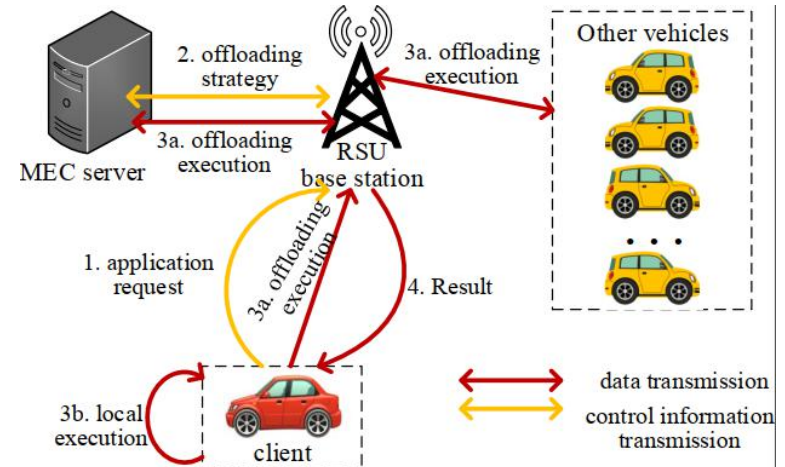 2. offloading
strategy
3a. offloading
execution
MEC server
RSU
base station
3a. offloading
execution
Other vehicles
• • •
1. application
request
3a. offloading
execution
4. Result
3b. local
execution
client
data transmission
control information
transmission